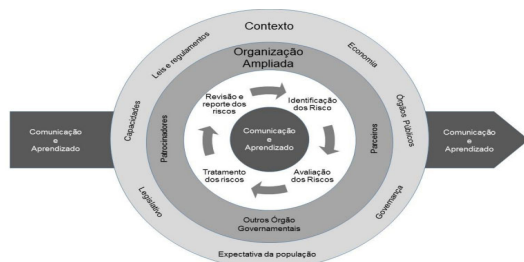 Contexto
Leis e regulamentos
Economia
Organização
Ampliada
Capacidades
Órgãos Públicos
Revisão e
reporte dos
riscos
Identificação
dos Risco
Comunicação
e
Aprendizado
Patrocinadores
Comunicação
e
Aprendizado
Parceiros
Comunicação
e
Aprendizado
Tratamento
dos riscos
Avaliação
dos Riscos
Legislativo
Governança
Outros Órgão
Governamentais
Expectativa da população